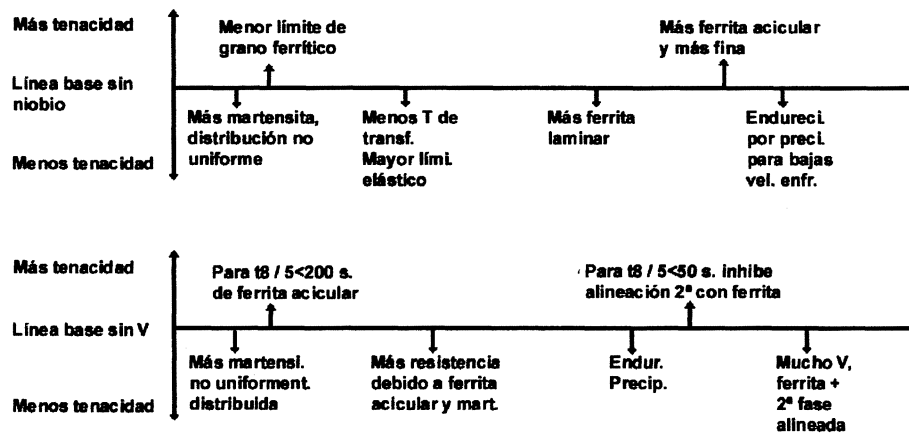 Más tenacidad
Menor límite de
grano ferrítico
Más ferrita acicular
y más fina
Línea base sin
niobio
Más martensita,
distribución no
uniforme
Menos T de
transf.
Mayor lími.
elástico
Más ferrita
laminar
Endureci.
por preci.
para bajas
vel. enfr.
Menos tenacidad
Más tenacidad
Para t8 / 5<200 s.
de ferrita acicular
Para t8 / 5<50 s. inhibe
alineación 2ª con ferrita
Línea base sin V
Más martensi.
no uniforment.
distribuida
Más resistencia
debido a ferrita
acicular y mart.
Endur.
Precip.
Mucho V,
ferrita +
2ª fase
alineada
Menos tenacidad